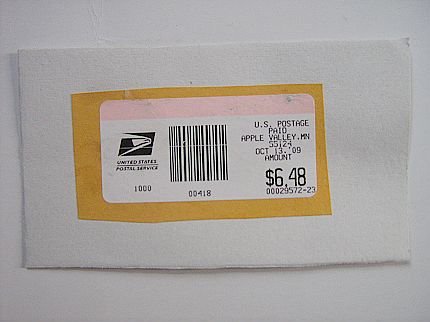 U.S. POSTAGE
PAID
APPLE VALLEY.MN
55124
OCT 13.'09
AMOUNT
$6.48
00029572-23
UNITED STATES
POSTAL SERVICE
1000
00418